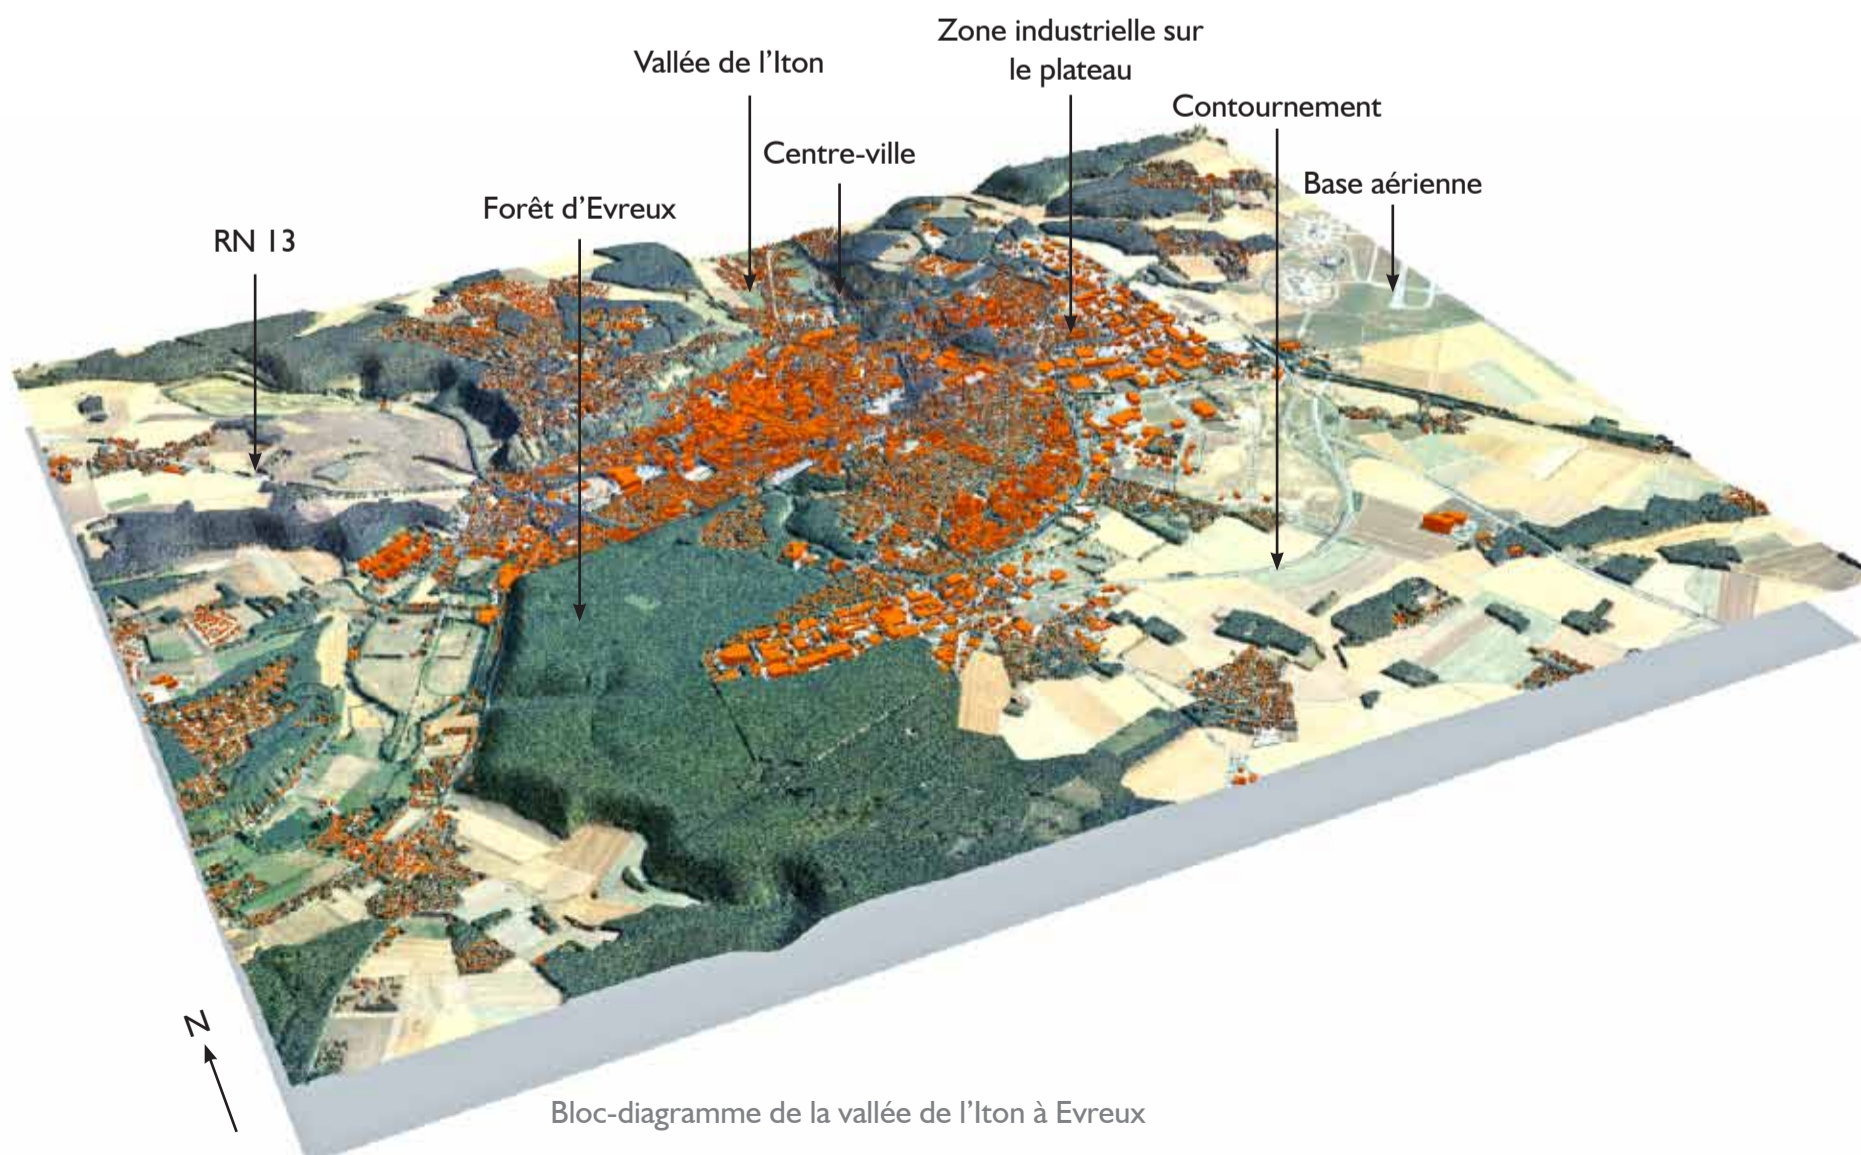 Zone industrielle sur
le plateau
Vallée de l'Iton
Contournement
Centre-ville
Base aérienne
Forêt d'Evreux
RN 13
N
Bloc-diagramme de la vallée de l'Iton à Evreux